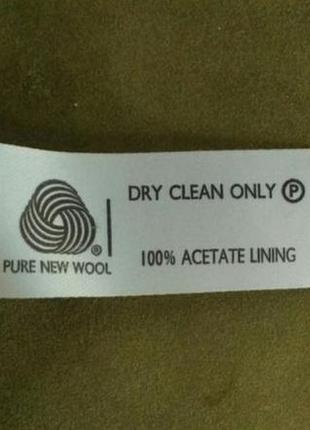 DRY CLEAN ONLY Ⓟ
®
PURE NEW WOOL
100% ACETATE LINING